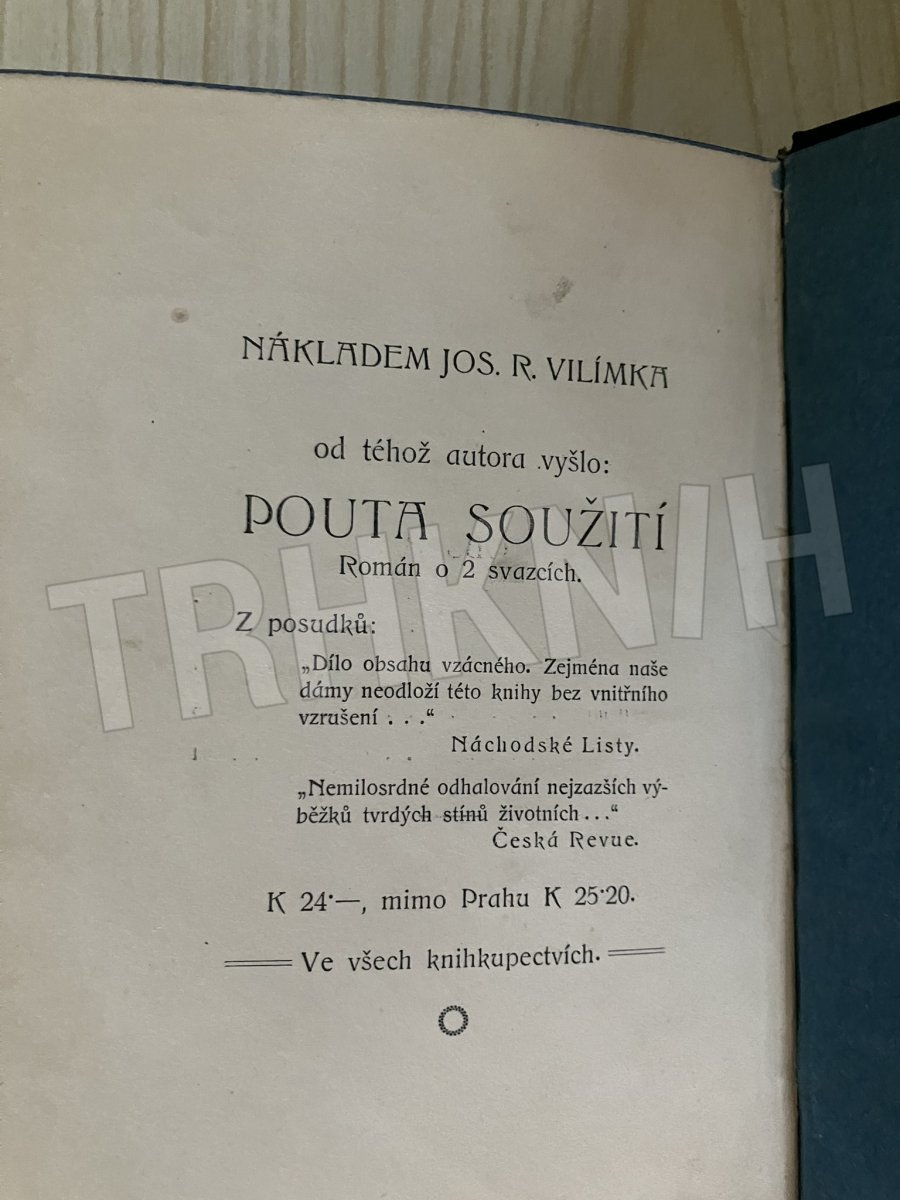 NÁKLADEM JOS. R. VILÍMKA
od téhož autora vyšlo:
POUTA SOUŽITÍ
Román o 2 svazcích.
Z posudků:
„Dílo obsahu vzácného. Zejména naše
dámy neodloží této knihy bez vnitřního
vzrušení . . .“
Náchodské Listy.
„Nemilosrdné odhalování nejzazších vý-
běžků tvrdých stínů životních . . .“
Česká Revue.
K 24·—, mimo Prahu K 25·20.
Ve všech knihkupectvích.
TRHKNIH